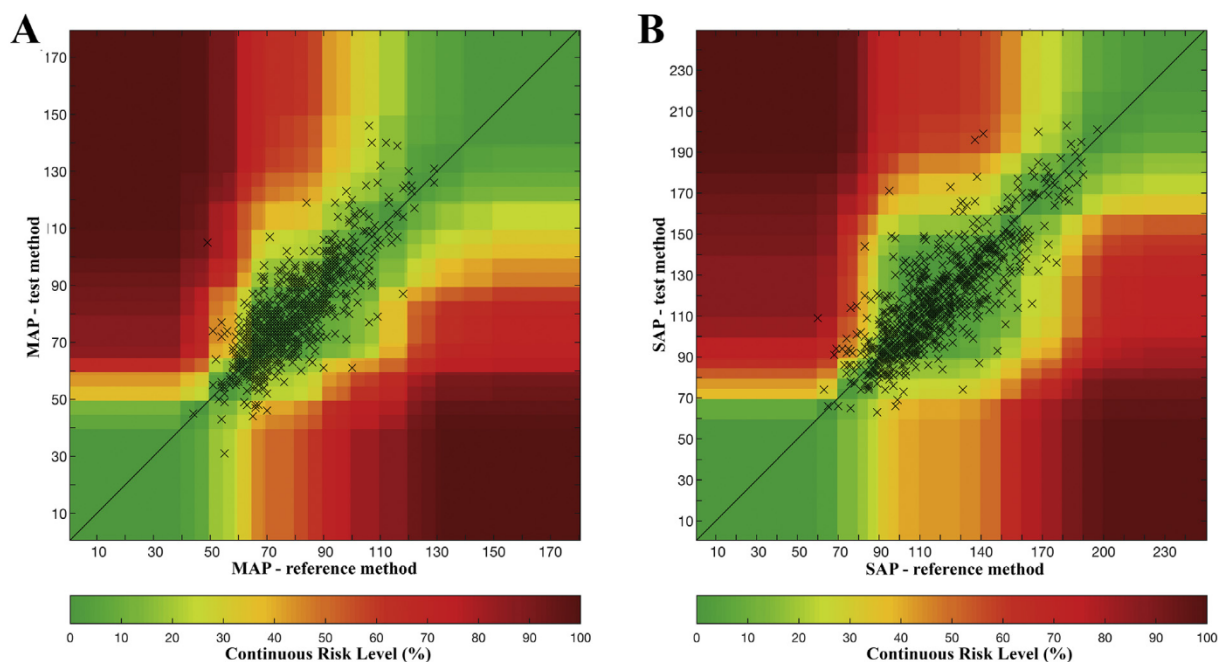 A
170
150
130
110
90
70
50
30
10
MAP - test method
10 30 50 70 90 110 130 150 170
MAP - reference method
0 10 20 30 40 50 60 70 80 90 100
Continuous Risk Level (%)
B
230
210
190
170
150
130
110
90
70
50
30
10
SAP - test method
10 30 50 70 90 110 140 170 200 230
SAP - reference method
0 10 20 30 40 50 60 70 80 90 100
Continuous Risk Level (%)